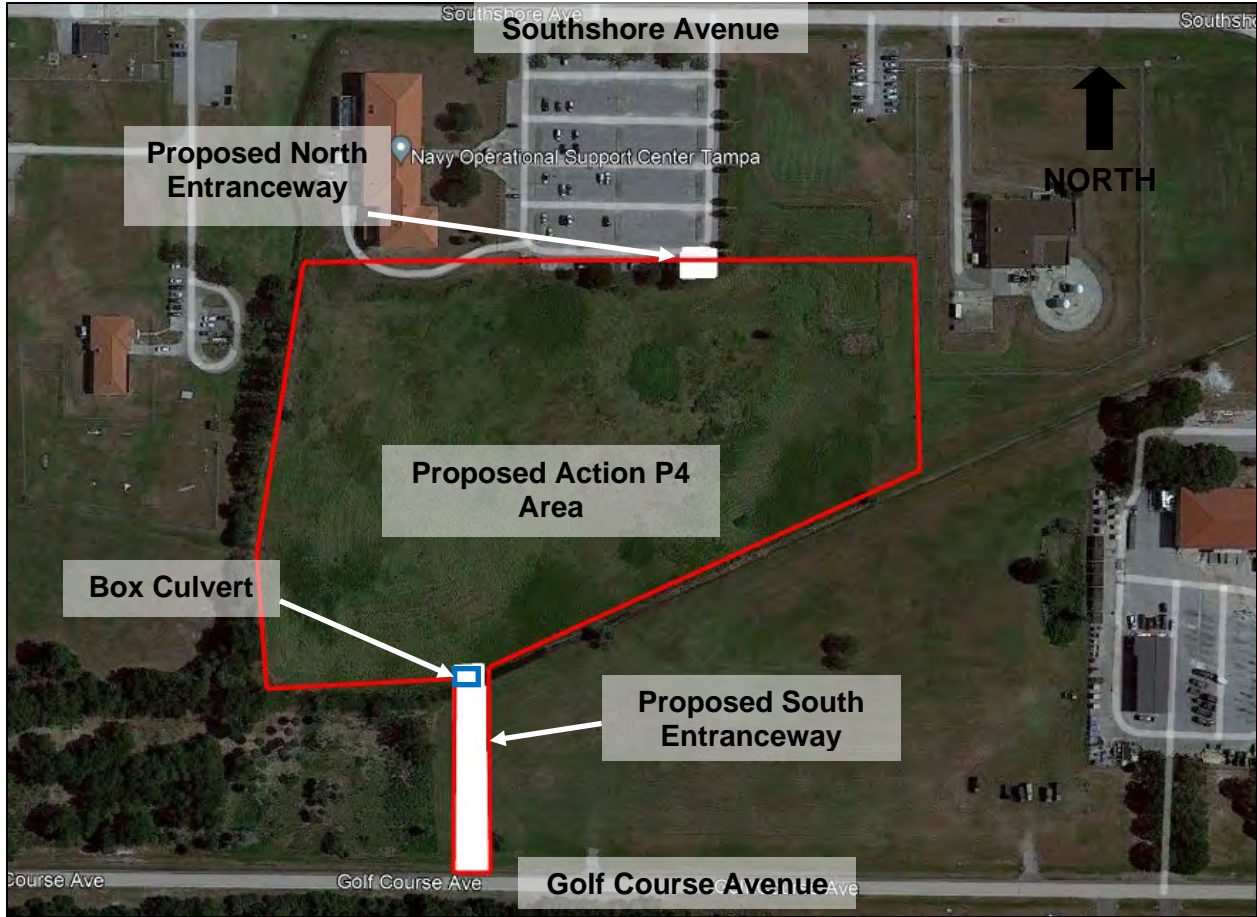 Southshore Ave
Southsho
Southshore Avenue
Proposed North
Entranceway
Navy Operational Support Center Tampa
NORTH
Proposed Action P4
Area
Box Culvert
Proposed South
Entranceway
Course Ave
Golf Course Ave
Golf Course Avenue